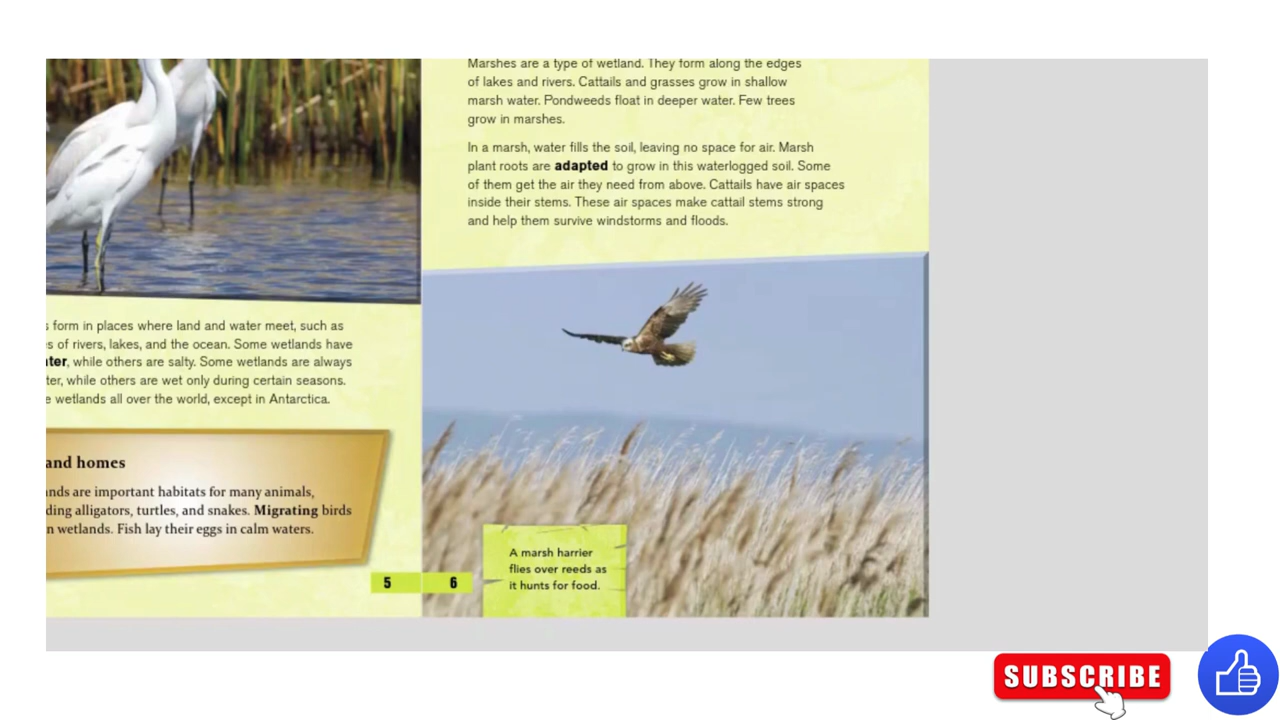 s form in places where land and water meet, such as
es of rivers, lakes, and the ocean. Some wetlands have
ter, while others are salty. Some wetlands are always
ter, while others are wet only during certain seasons.
e wetlands all over the world, except in Antarctica.
and homes
ands are important habitats for many animals,
ding alligators, turtles, and snakes. Migrating birds
n wetlands. Fish lay their eggs in calm waters.
5
Marshes are a type of wetland. They form along the edges
of lakes and rivers. Cattails and grasses grow in shallow
marsh water. Pondweeds float in deeper water. Few trees
grow in marshes.
In a marsh, water fills the soil, leaving no space for air. Marsh
plant roots are adapted to grow in this waterlogged soil. Some
of them get the air they need from above. Cattails have air spaces
inside their stems. These air spaces make cattail stems strong
and help them survive windstorms and floods.
A marsh harrier
flies over reeds as
it hunts for food.
6
SUBSCRIBE